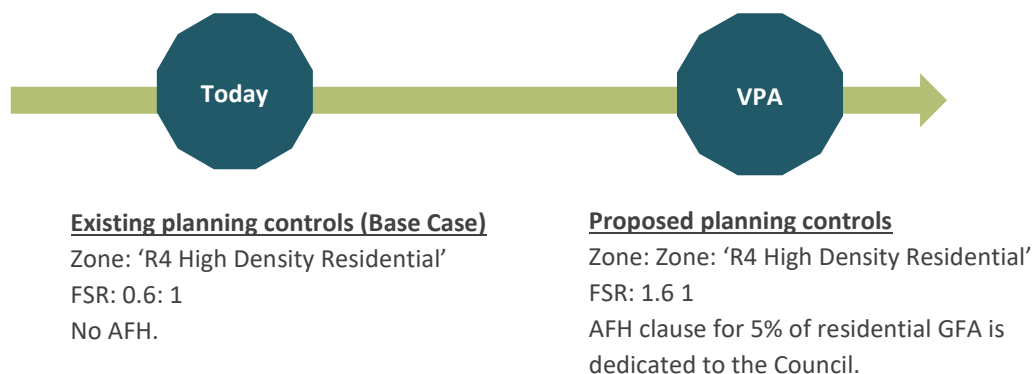 Today
VPA
Existing planning controls (Base Case)
Zone: ‘R4 High Density Residential’
FSR: 0.6: 1
No AFH.
Proposed planning controls
Zone: Zone: ‘R4 High Density Residential’
FSR: 1.6 1
AFH clause for 5% of residential GFA is
dedicated to the Council.